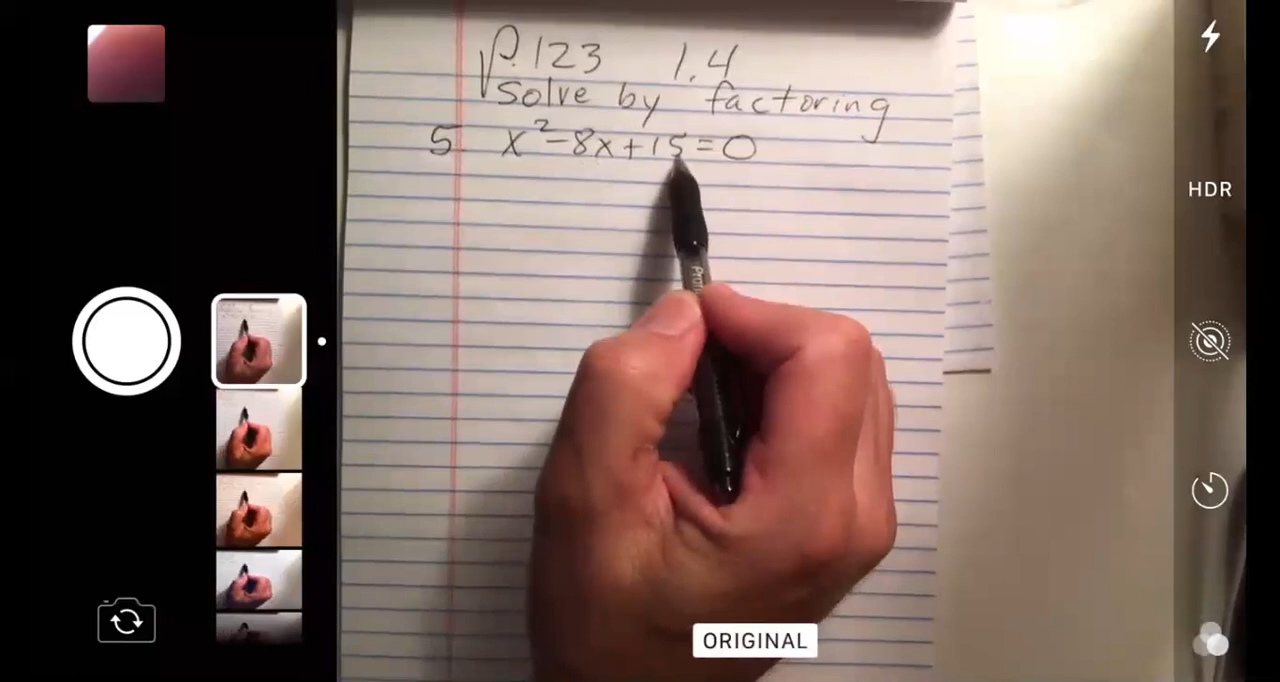 P.123 1.4
Solve by factoring
5 x²-8x+15=0
HDR
ORIGINAL